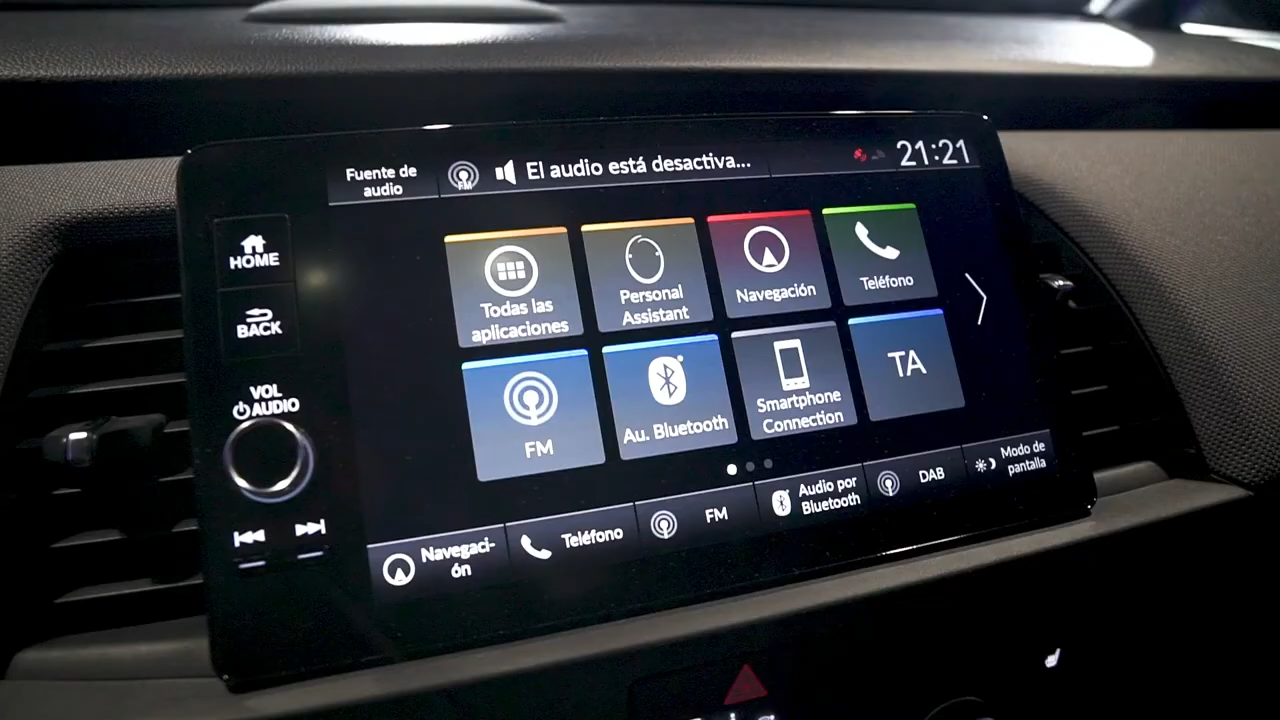 Fuente de
audio
FM
El audio está desactiva...
21:21
HOME
BACK
VOL
AUDIO
Todas las
aplicaciones
Personal
Assistant
Navegación
Teléfono
FM
Au. Bluetooth
Smartphone
Connection
TA
Navegaci-
ón
Teléfono
FM
Audio por
Bluetooth
DAB
Modo de
pantalla